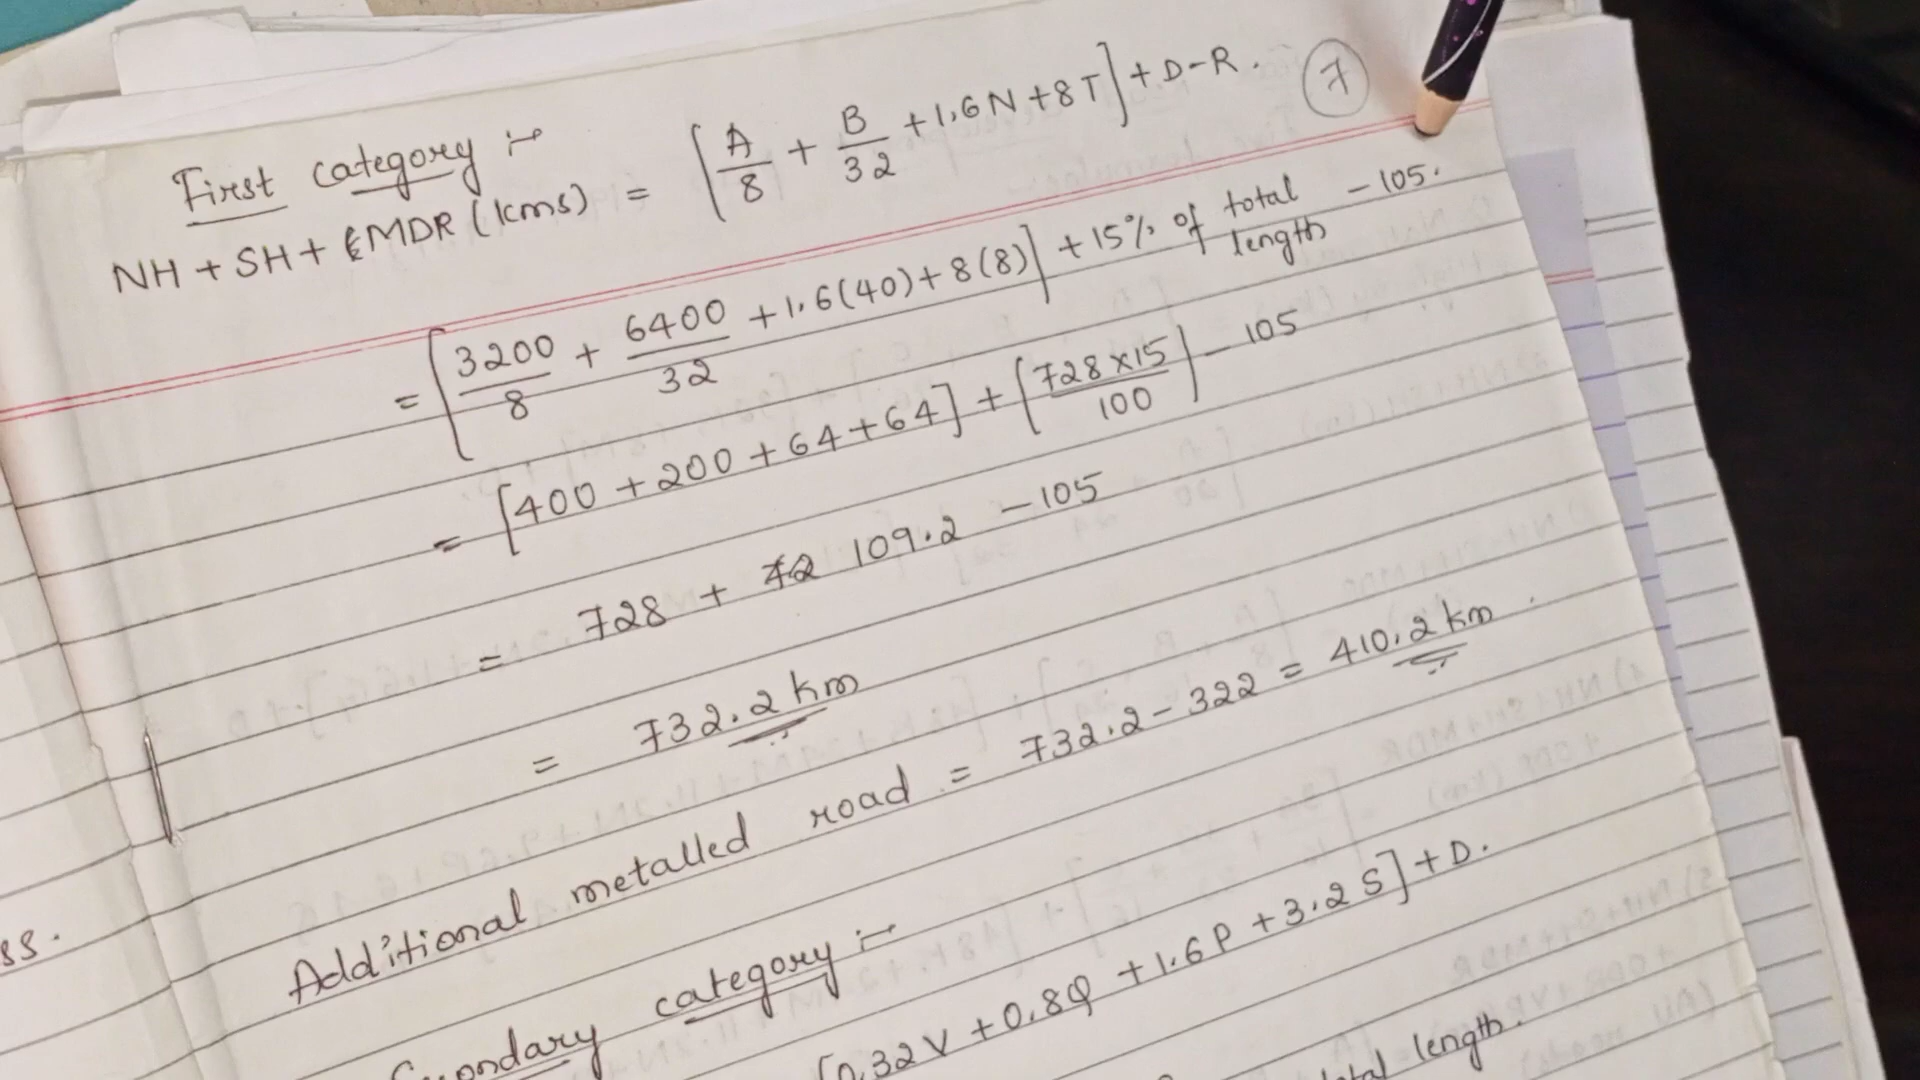 7
First category :-
NH + SH + MDR (kms) = [A/8 + B/32 + 1.6N + 8T] + D - R.
= [3200/8 + 6400/32 + 1.6(40) + 8(8)] + 15% of total length - 105.
= [400 + 200 + 64 + 64] + [728 × 15/100] - 105
= 728 + 109.2 - 105
= 732.2 km
Additional metalled road = 732.2 - 322 = 410.2 km
category :-
[0.32V + 0.8Q + 1.6P + 3.2S] + D.
length.
ss.